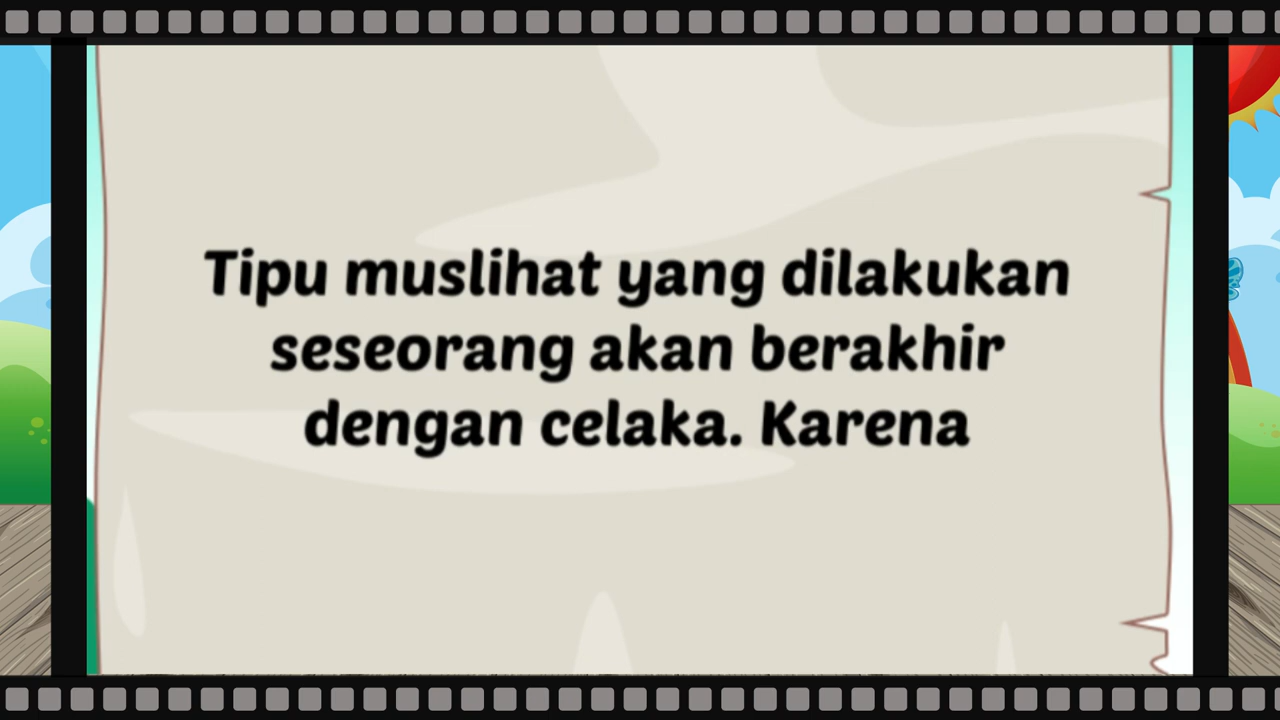 Tipu muslihat yang dilakukan
seseorang akan berakhir
dengan celaka. Karena